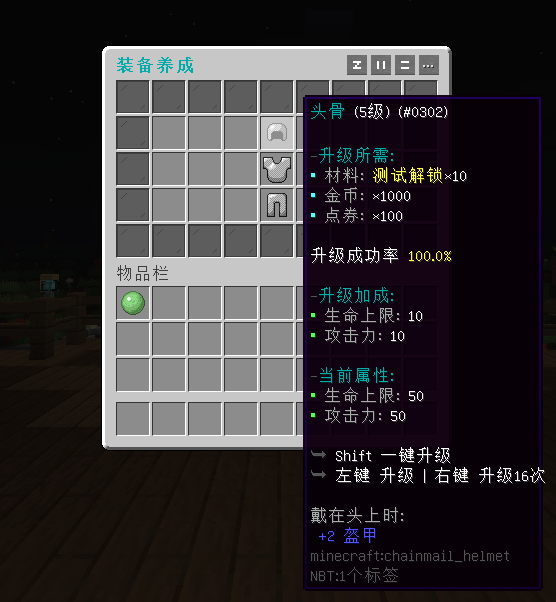 装备养成
头骨 (5级) (#0302)
-升级所需:
▪ 材料: 测试解锁×10
▪ 金币: ×1000
▪ 点券: ×100
升级成功率 100.0%
-升级加成:
▪ 生命上限: 10
▪ 攻击力: 10
物品栏
-当前属性:
▪ 生命上限: 50
▪ 攻击力: 50
Shift 一键升级
左键 升级 | 右键 升级16次
戴在头上时:
+2 盔甲
minecraft:chainmail_helmet
NBT:1个标签